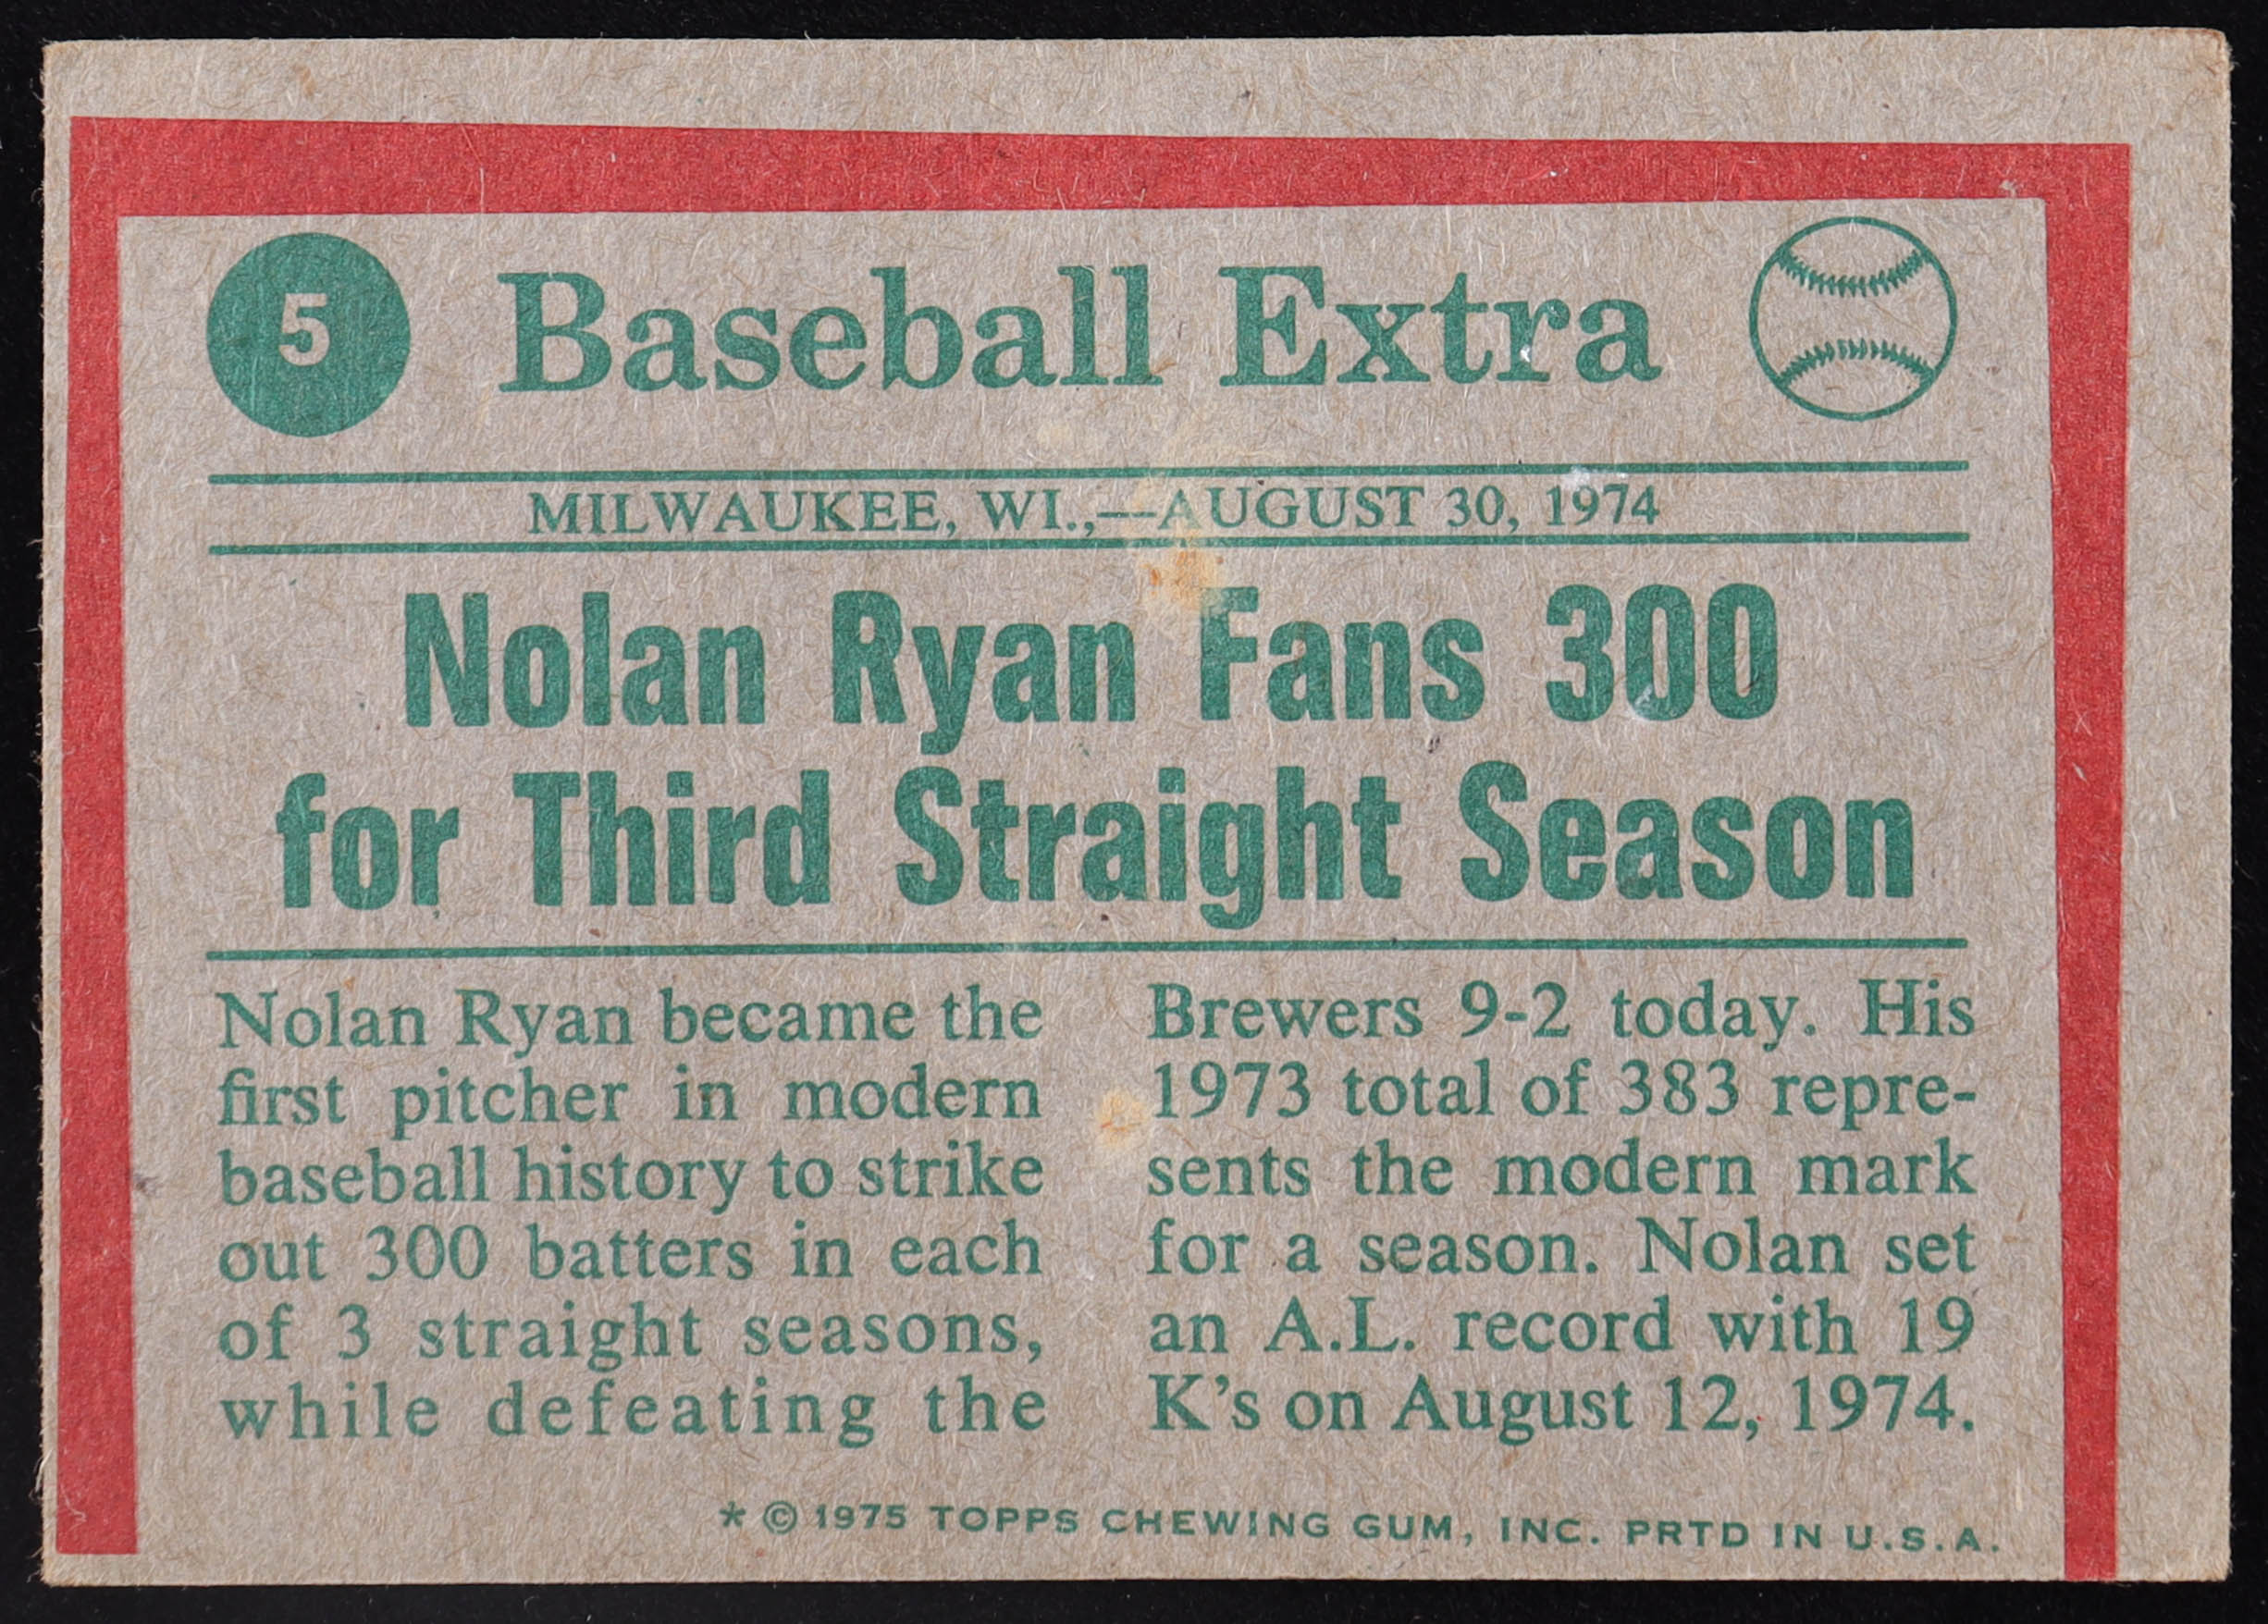 5
Baseball Extra
MILWAUKEE, WI.,—AUGUST 30, 1974
Nolan Ryan Fans 300
for Third Straight Season
Nolan Ryan became the
first pitcher in modern
baseball history to strike
out 300 batters in each
of 3 straight seasons,
while defeating the
Brewers 9-2 today. His
1973 total of 383 repre-
sents the modern mark
for a season. Nolan set
an A.L. record with 19
K's on August 12, 1974.
* © 1975 TOPPS CHEWING GUM, INC. PRTD IN U.S.A.